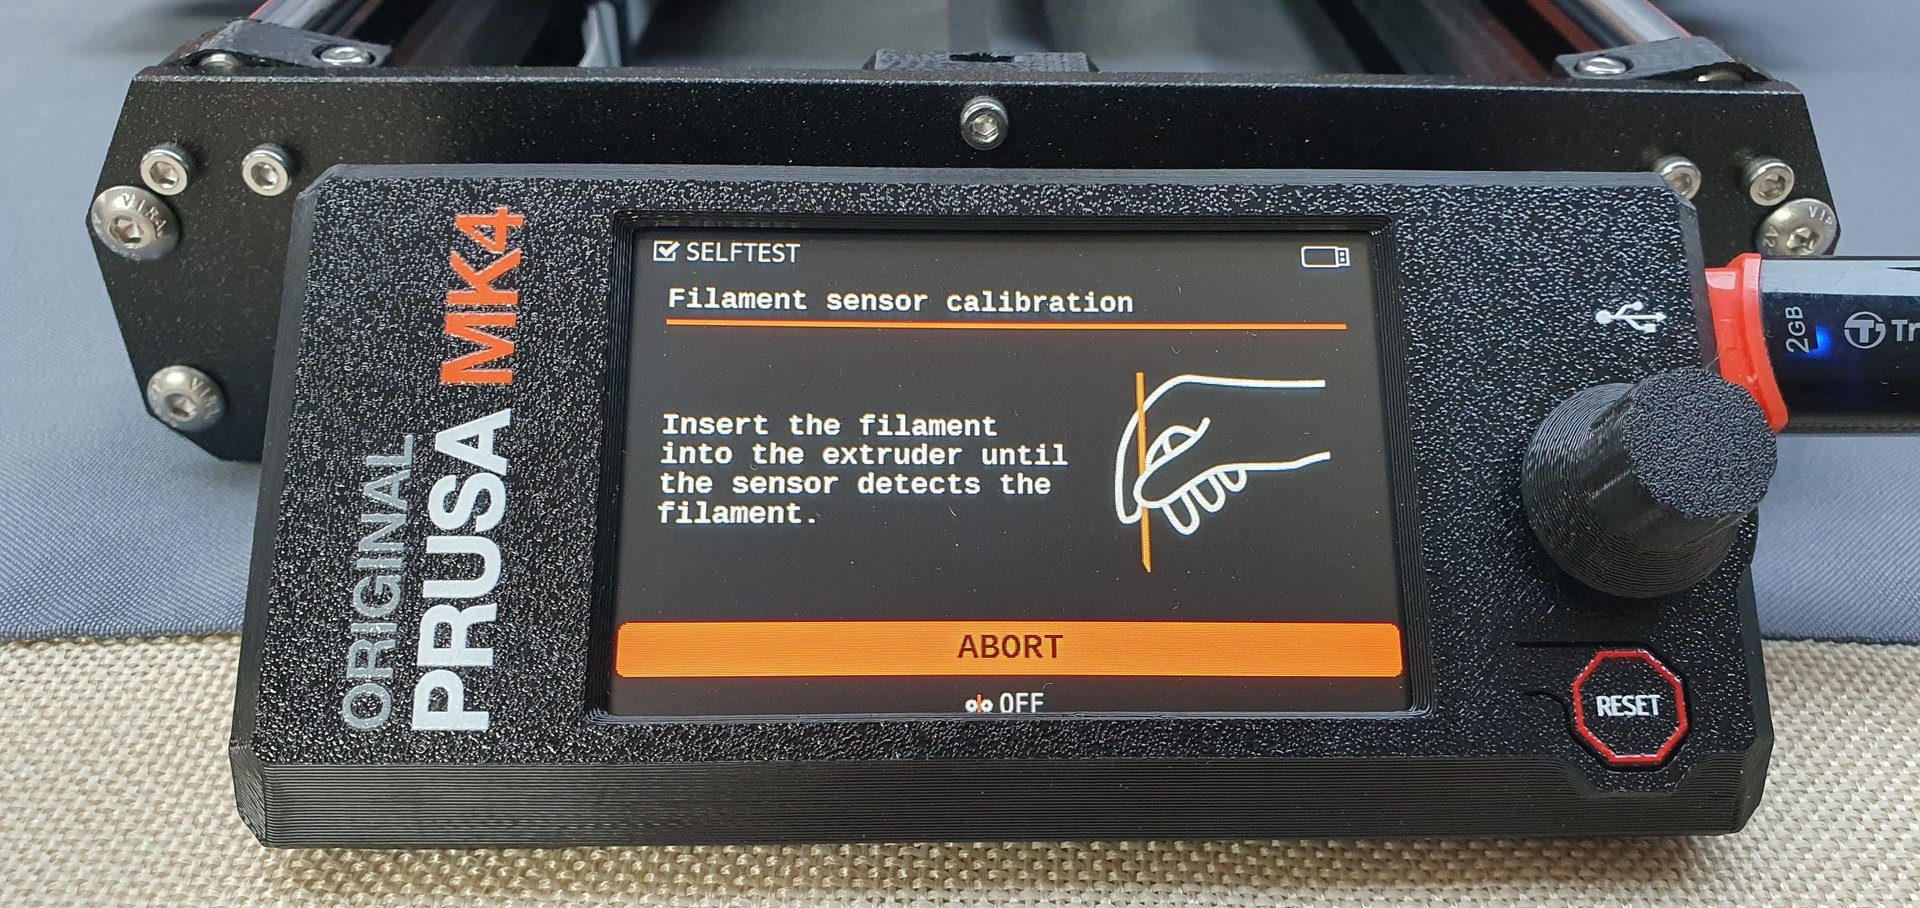 ORIGINAL
PRUSA MK4
SELFTEST
Filament sensor calibration
Insert the filament
into the extruder until
the sensor detects the
filament.
ABORT
OFF
RESET
2GB